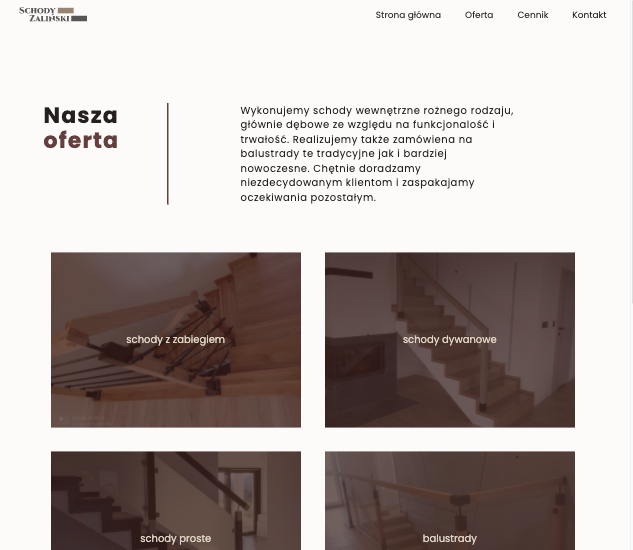 SCHODY
ZALIŃSKI
Strona główna Oferta Cennik Kontakt
Nasza
oferta
Wykonujemy schody wewnętrzne rożnego rodzaju,
głównie dębowe ze względu na funkcjonalość i
trwałość. Realizujemy także zamówiena na
balustrady te tradycyjne jak i bardziej
nowoczesne. Chętnie doradzamy
niezdecydowanym klientom i zaspakajamy
oczekiwania pozostałym.
schody z zabiegiem schody dywanowe
schody proste balustrady